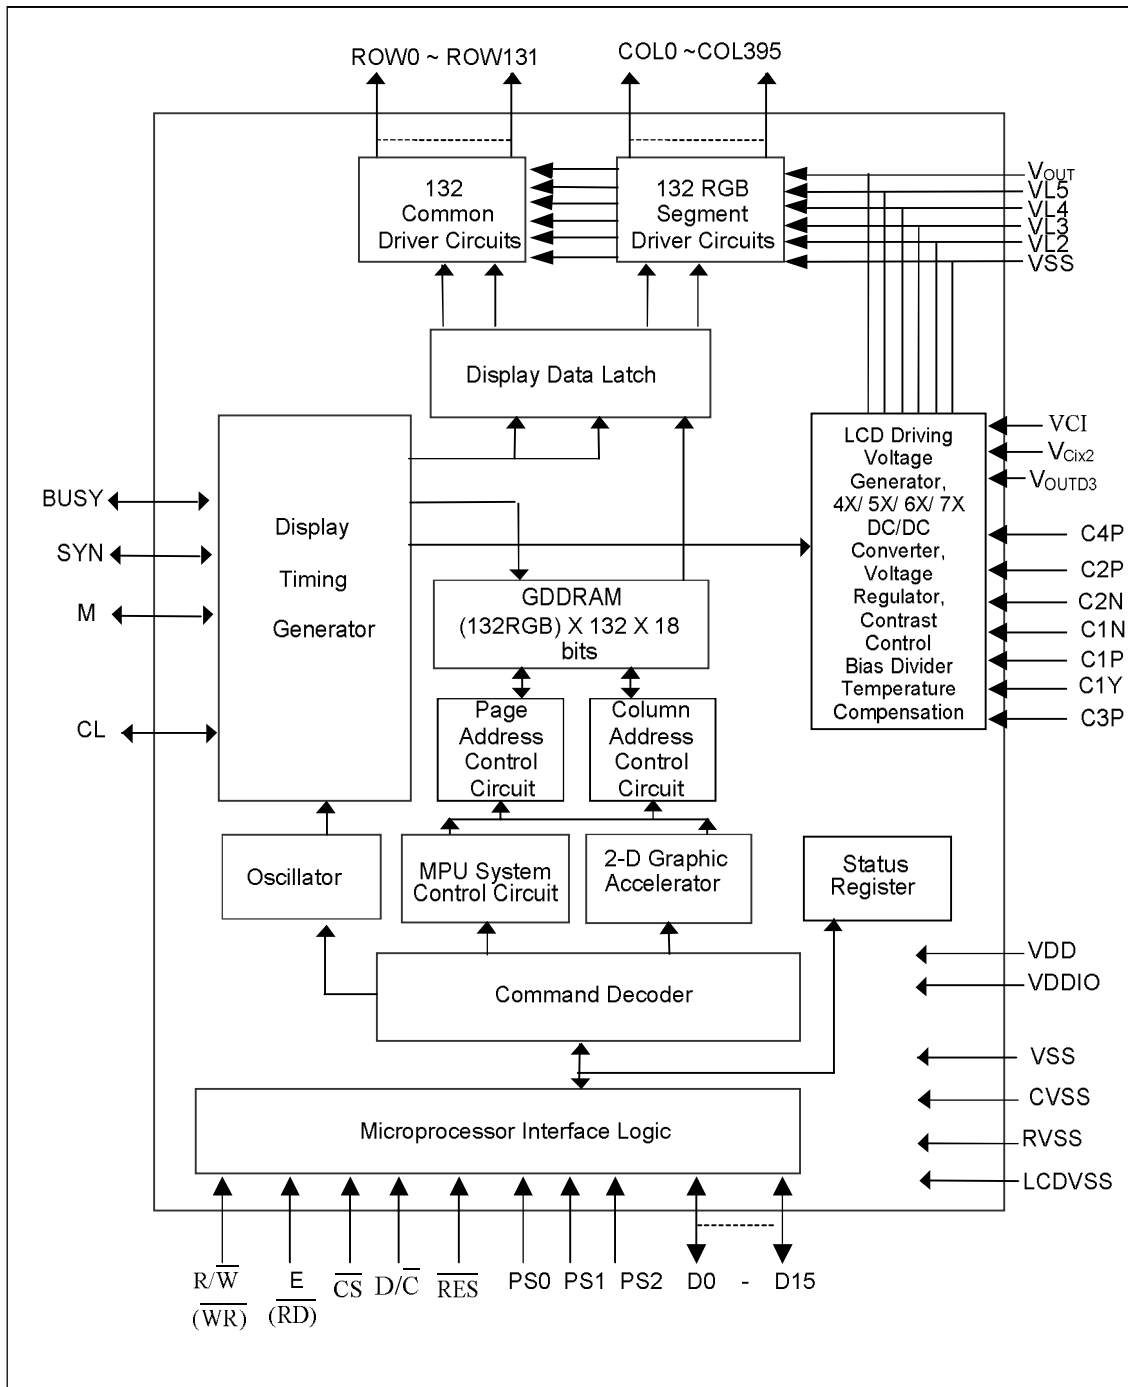 ROW0 ~ ROW131
COL0 ~COL395
132
Common
Driver Circuits
132 RGB
Segment
Driver Circuits
VOUT
VL5
VL4
VL3
VL2
VSS
Display Data Latch
LCD Driving
Voltage
Generator,
4X/ 5X/ 6X/ 7X
DC/DC
Converter,
Voltage
Regulator,
Contrast
Control
Bias Divider
Temperature
Compensation
VCI
VCix2
VOUTD3
C4P
C2P
C2N
C1N
C1P
C1Y
C3P
BUSY
SYN
M
CL
Display
Timing
Generator
GDDRAM
(132RGB) X 132 X 18
bits
Page
Address
Control
Circuit
Column
Address
Control
Circuit
Oscillator
MPU System
Control Circuit
2-D Graphic
Accelerator
Status
Register
Command Decoder
VDD
VDDIO
VSS
CVSS
RVSS
LCDVSS
Microprocessor Interface Logic
R/W̅
(W̅R̅)
E
(R̅D̅)
C̅S̅
D/C̅
R̅E̅S̅
PS0
PS1
PS2
D0 - D15